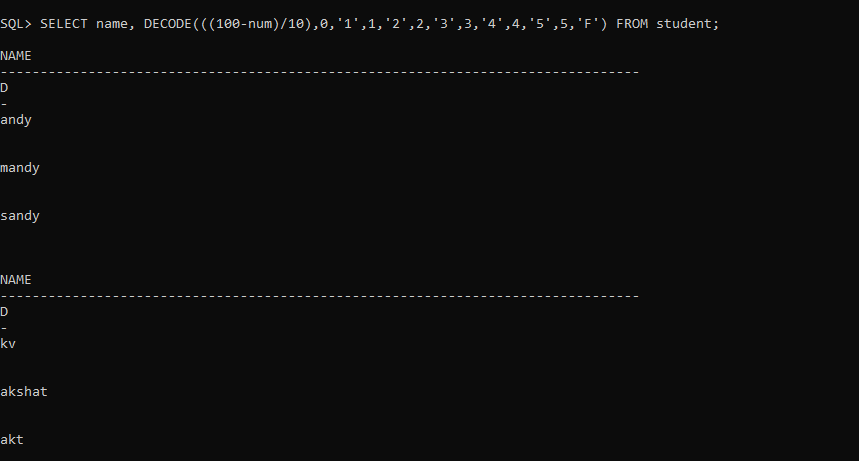 SQL> SELECT name, DECODE(((100-num)/10),0,'1',1,'2',2,'3',3,'4',4,'5',5,'F') FROM student;
NAME
--------------------------------------------------------------------------------
D
-
andy
mandy
sandy
NAME
--------------------------------------------------------------------------------
D
-
kv
akshat
akt